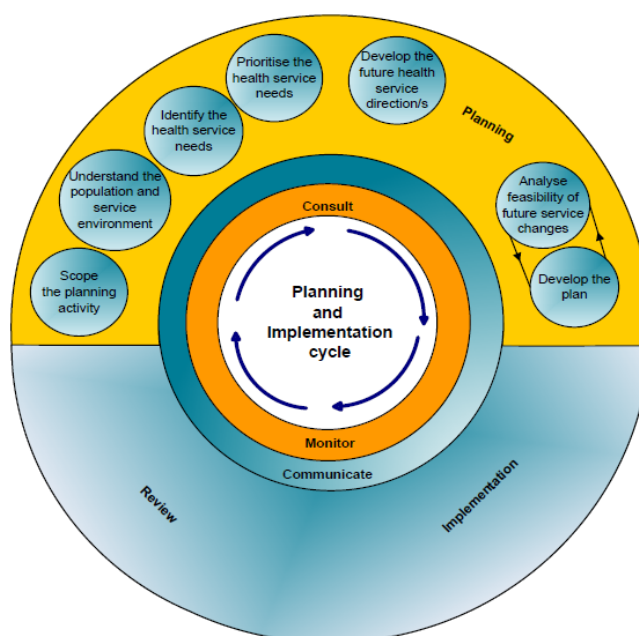 Prioritise the
health service
needs
Develop the
future health
service
direction/s
Planning
Identify the
health service
needs
Understand the
population and
service
environment
Analyse
feasibility of
future service
changes
Scope
the planning
activity
Develop the
plan
Consult
Planning
and
Implementation
cycle
Monitor
Communicate
Review
Implementation